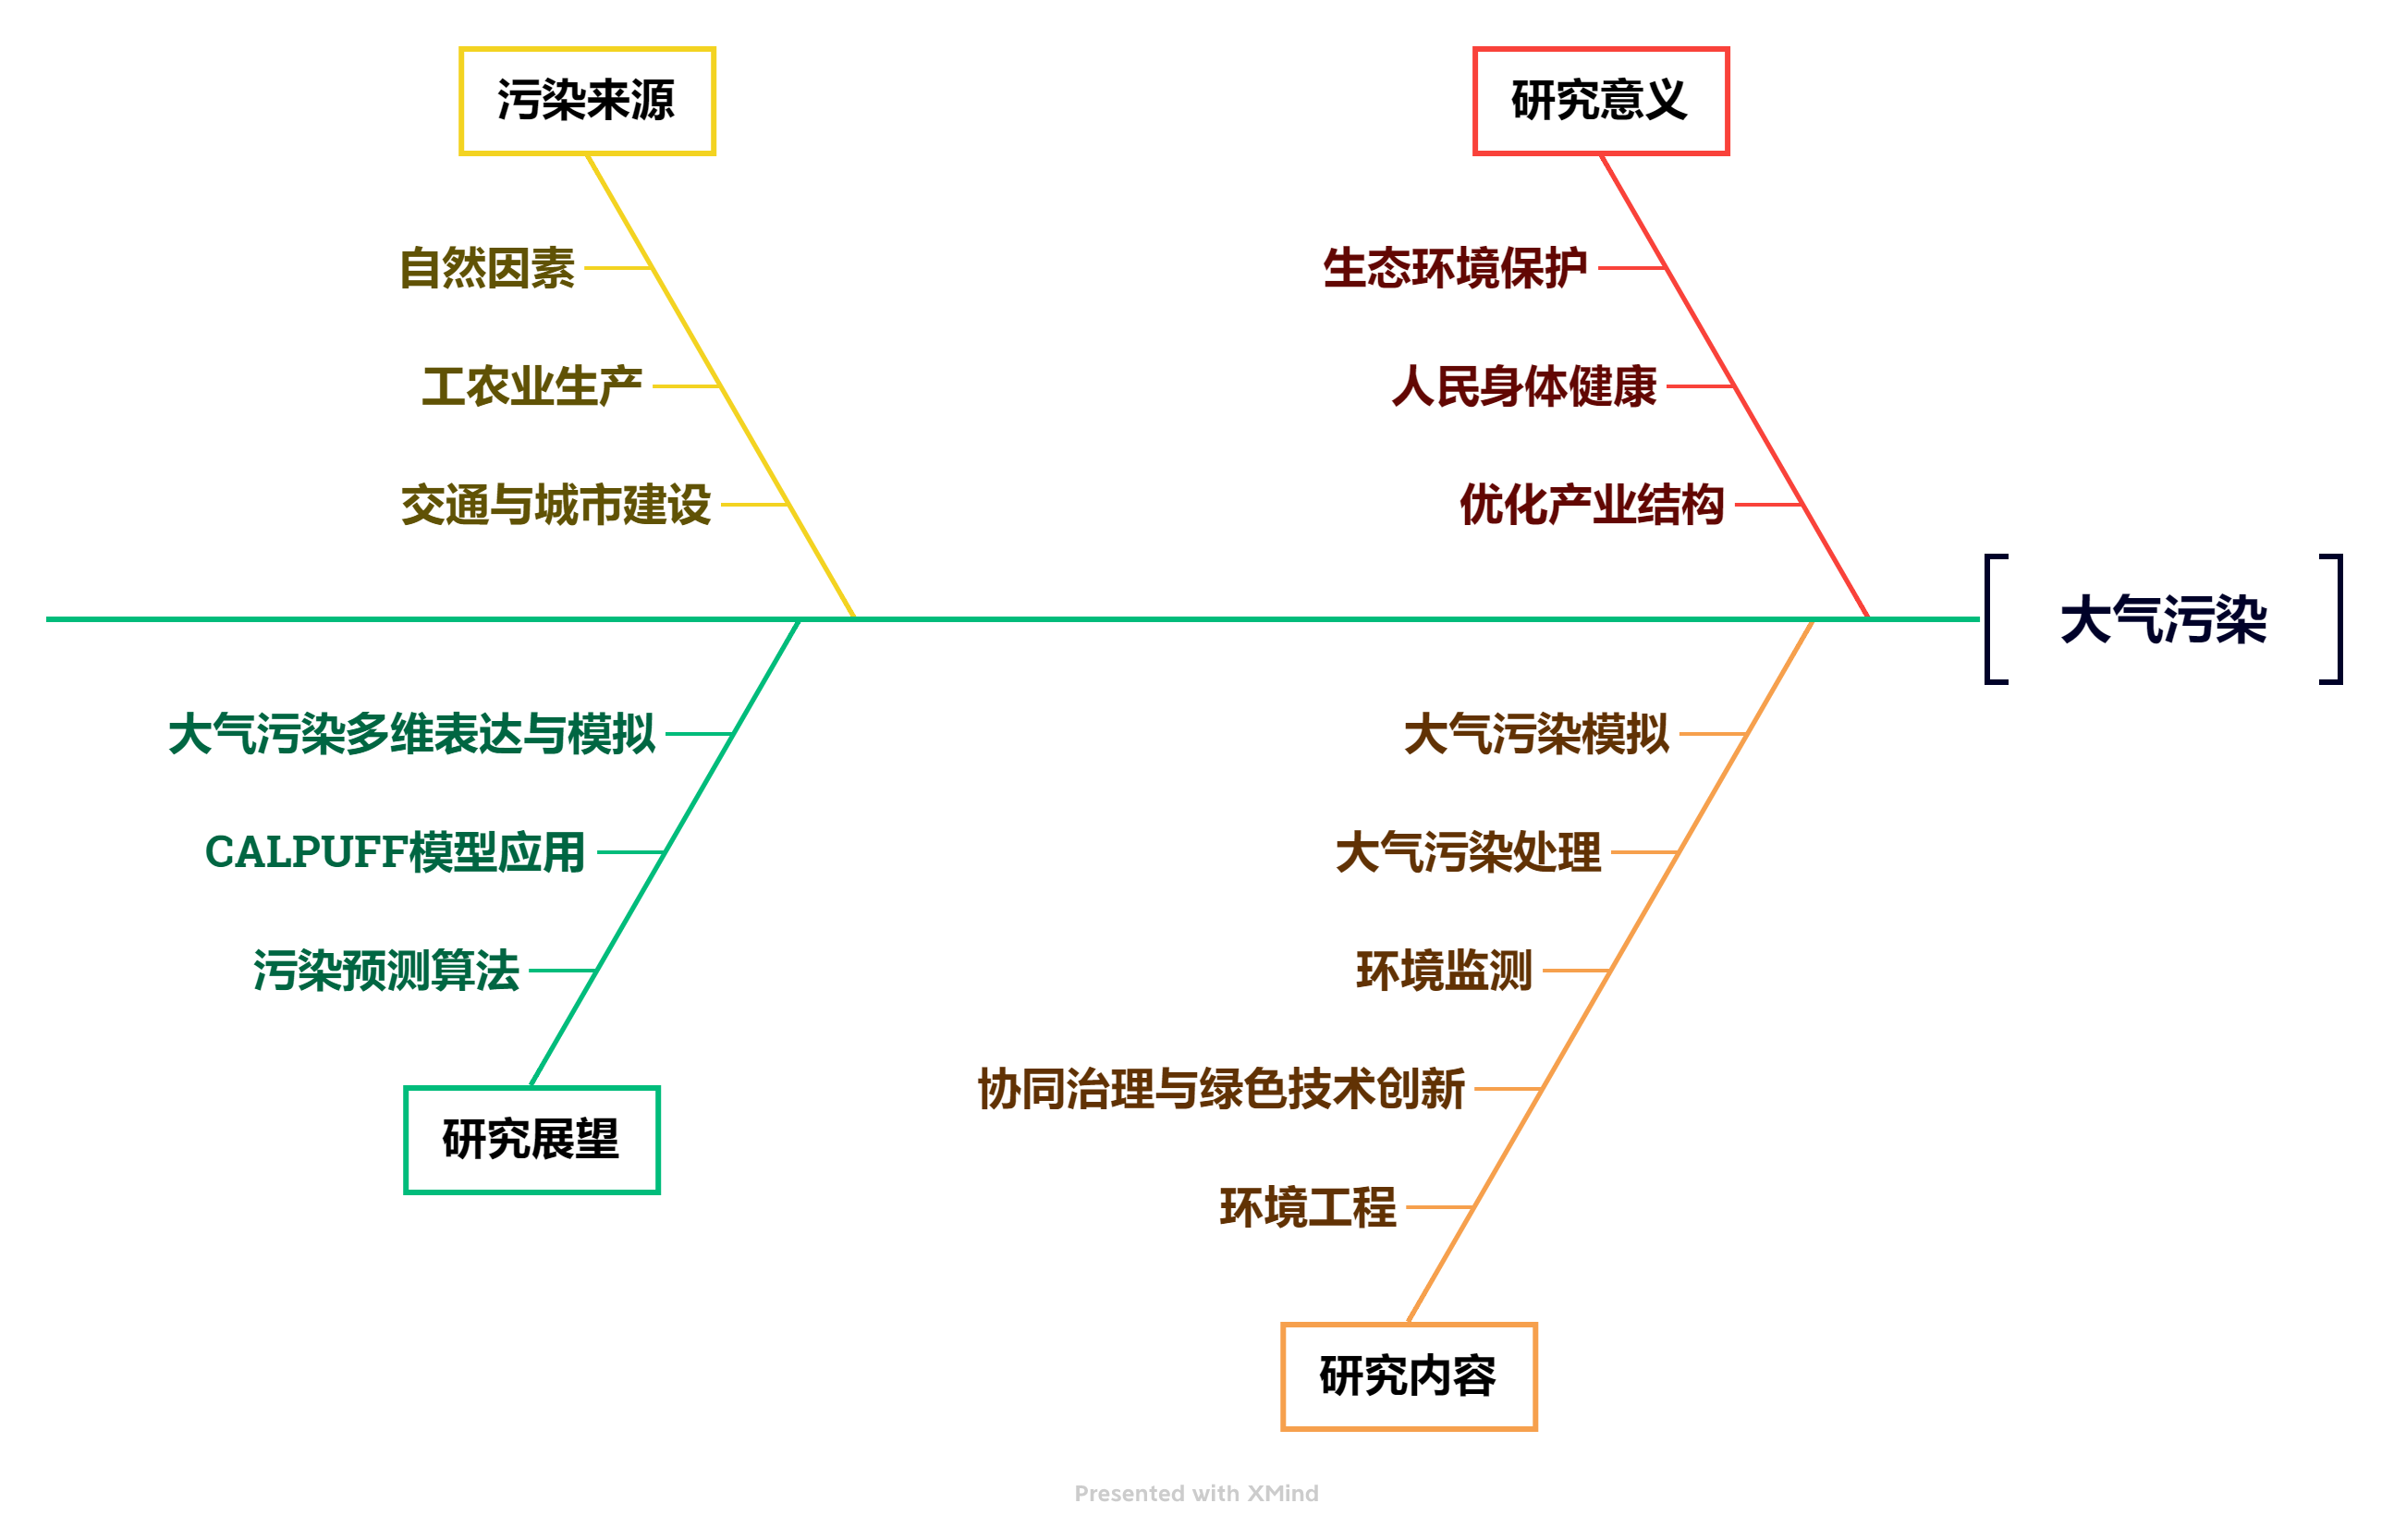 污染来源
自然因素
工农业生产
交通与城市建设
研究意义
生态环境保护
人民身体健康
优化产业结构
大气污染
大气污染多维表达与模拟
CALPUFF模型应用
污染预测算法
研究展望
大气污染模拟
大气污染处理
环境监测
协同治理与绿色技术创新
环境工程
研究内容
Presented with XMind